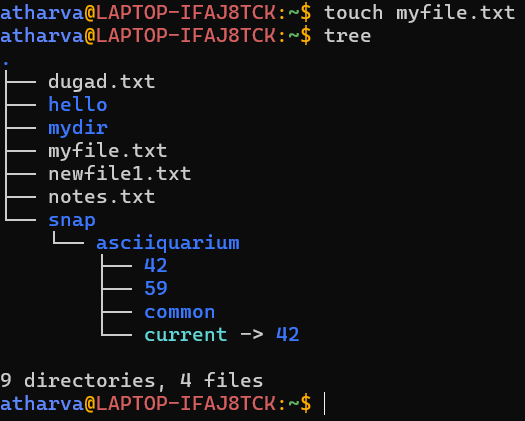 atharva@LAPTOP-IFAJ8TCK:~$ touch myfile.txt
atharva@LAPTOP-IFAJ8TCK:~$ tree
.
├── dugad.txt
├── hello
├── mydir
├── myfile.txt
├── newfile1.txt
├── notes.txt
└── snap
    └── asciiquarium
        ├── 42
        ├── 59
        ├── common
        └── current -> 42

9 directories, 4 files
atharva@LAPTOP-IFAJ8TCK:~$